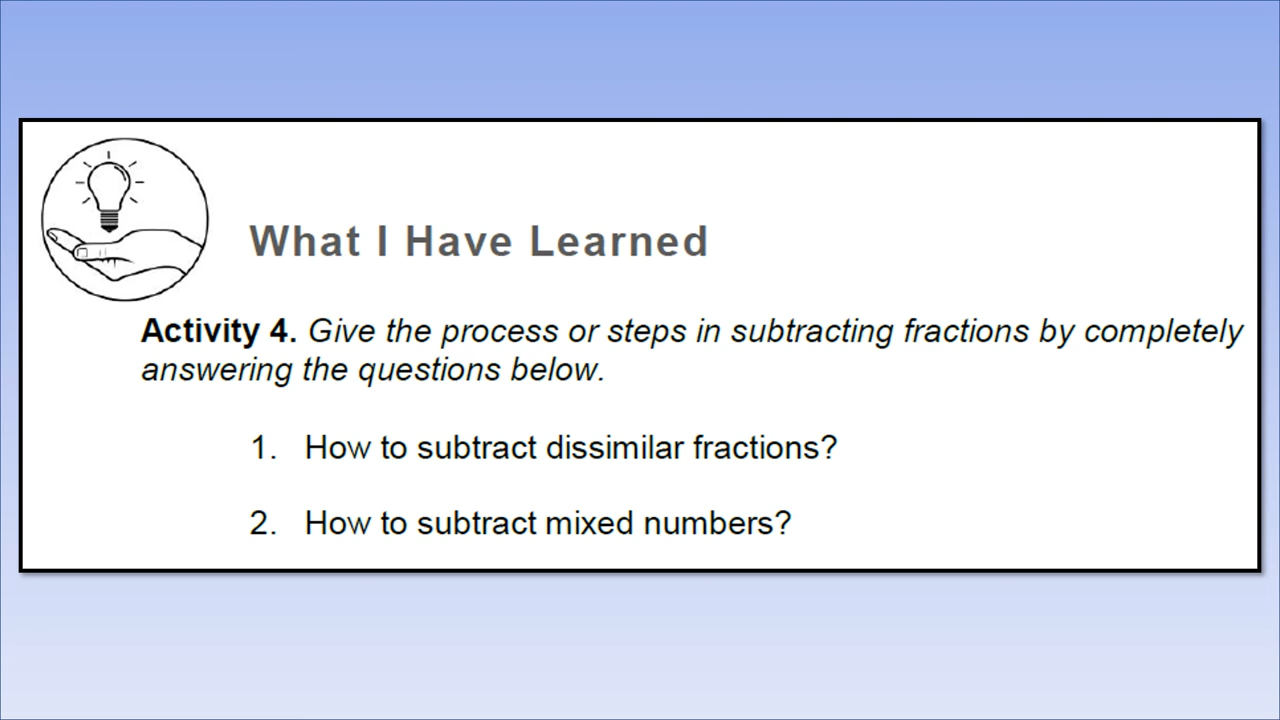 What I Have Learned
Activity 4. Give the process or steps in subtracting fractions by completely
answering the questions below.
1. How to subtract dissimilar fractions?
2. How to subtract mixed numbers?